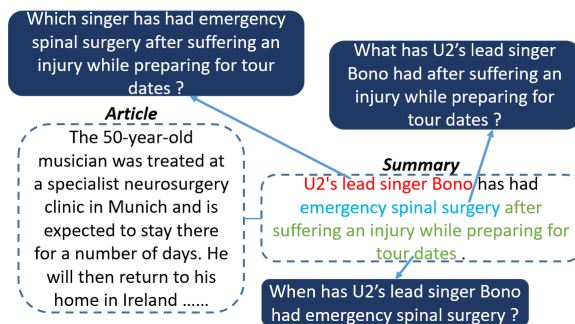 Which singer has had emergency
spinal surgery after suffering an
injury while preparing for tour
dates ?
What has U2’s lead singer
Bono had after suffering an
injury while preparing for
tour dates ?
Article
The 50-year-old
musician was treated at
a specialist neurosurgery
clinic in Munich and is
expected to stay there
for a number of days. He
will then return to his
home in Ireland ......
Summary
U2's lead singer Bono has had
emergency spinal surgery after
suffering an injury while preparing for
tour dates .
When has U2’s lead singer Bono
had emergency spinal surgery ?